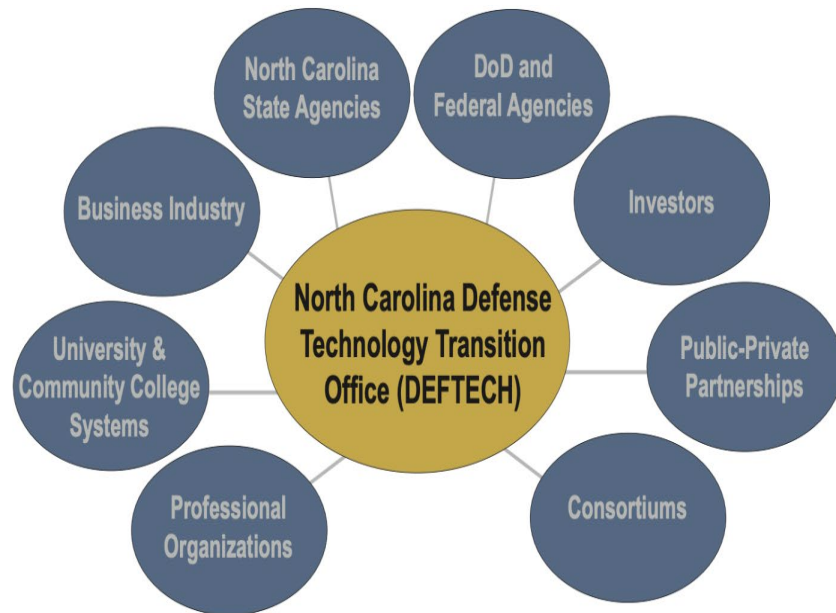 North Carolina
State Agencies
DoD and
Federal Agencies
Business Industry
Investors
North Carolina Defense
Technology Transition
Office (DEFTECH)
University &
Community College
Systems
Public-Private
Partnerships
Professional
Organizations
Consortiums